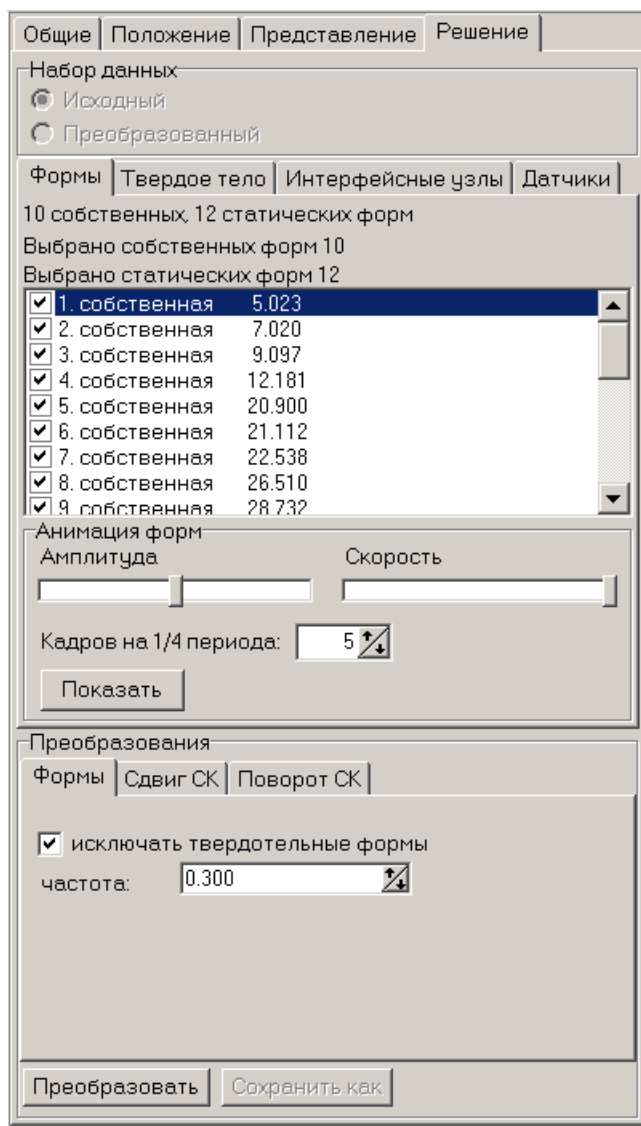 Общие Положение Представление Решение
Набор данных
Исходный
Преобразованный
Формы Твердое тело Интерфейсные узлы Датчики
10 собственных, 12 статических форм
Выбрано собственных форм 10
Выбрано статических форм 12
1. собственная 5.023
2. собственная 7.020
3. собственная 9.097
4. собственная 12.181
5. собственная 20.900
6. собственная 21.112
7. собственная 22.538
8. собственная 26.510
9. собственная 28.732
Анимация форм
Амплитуда Скорость
Кадров на 1/4 периода: 5
Показать
Преобразования
Формы Сдвиг СК Поворот СК
исключать твердотельные формы
частота: 0.300
Преобразовать Сохранить как